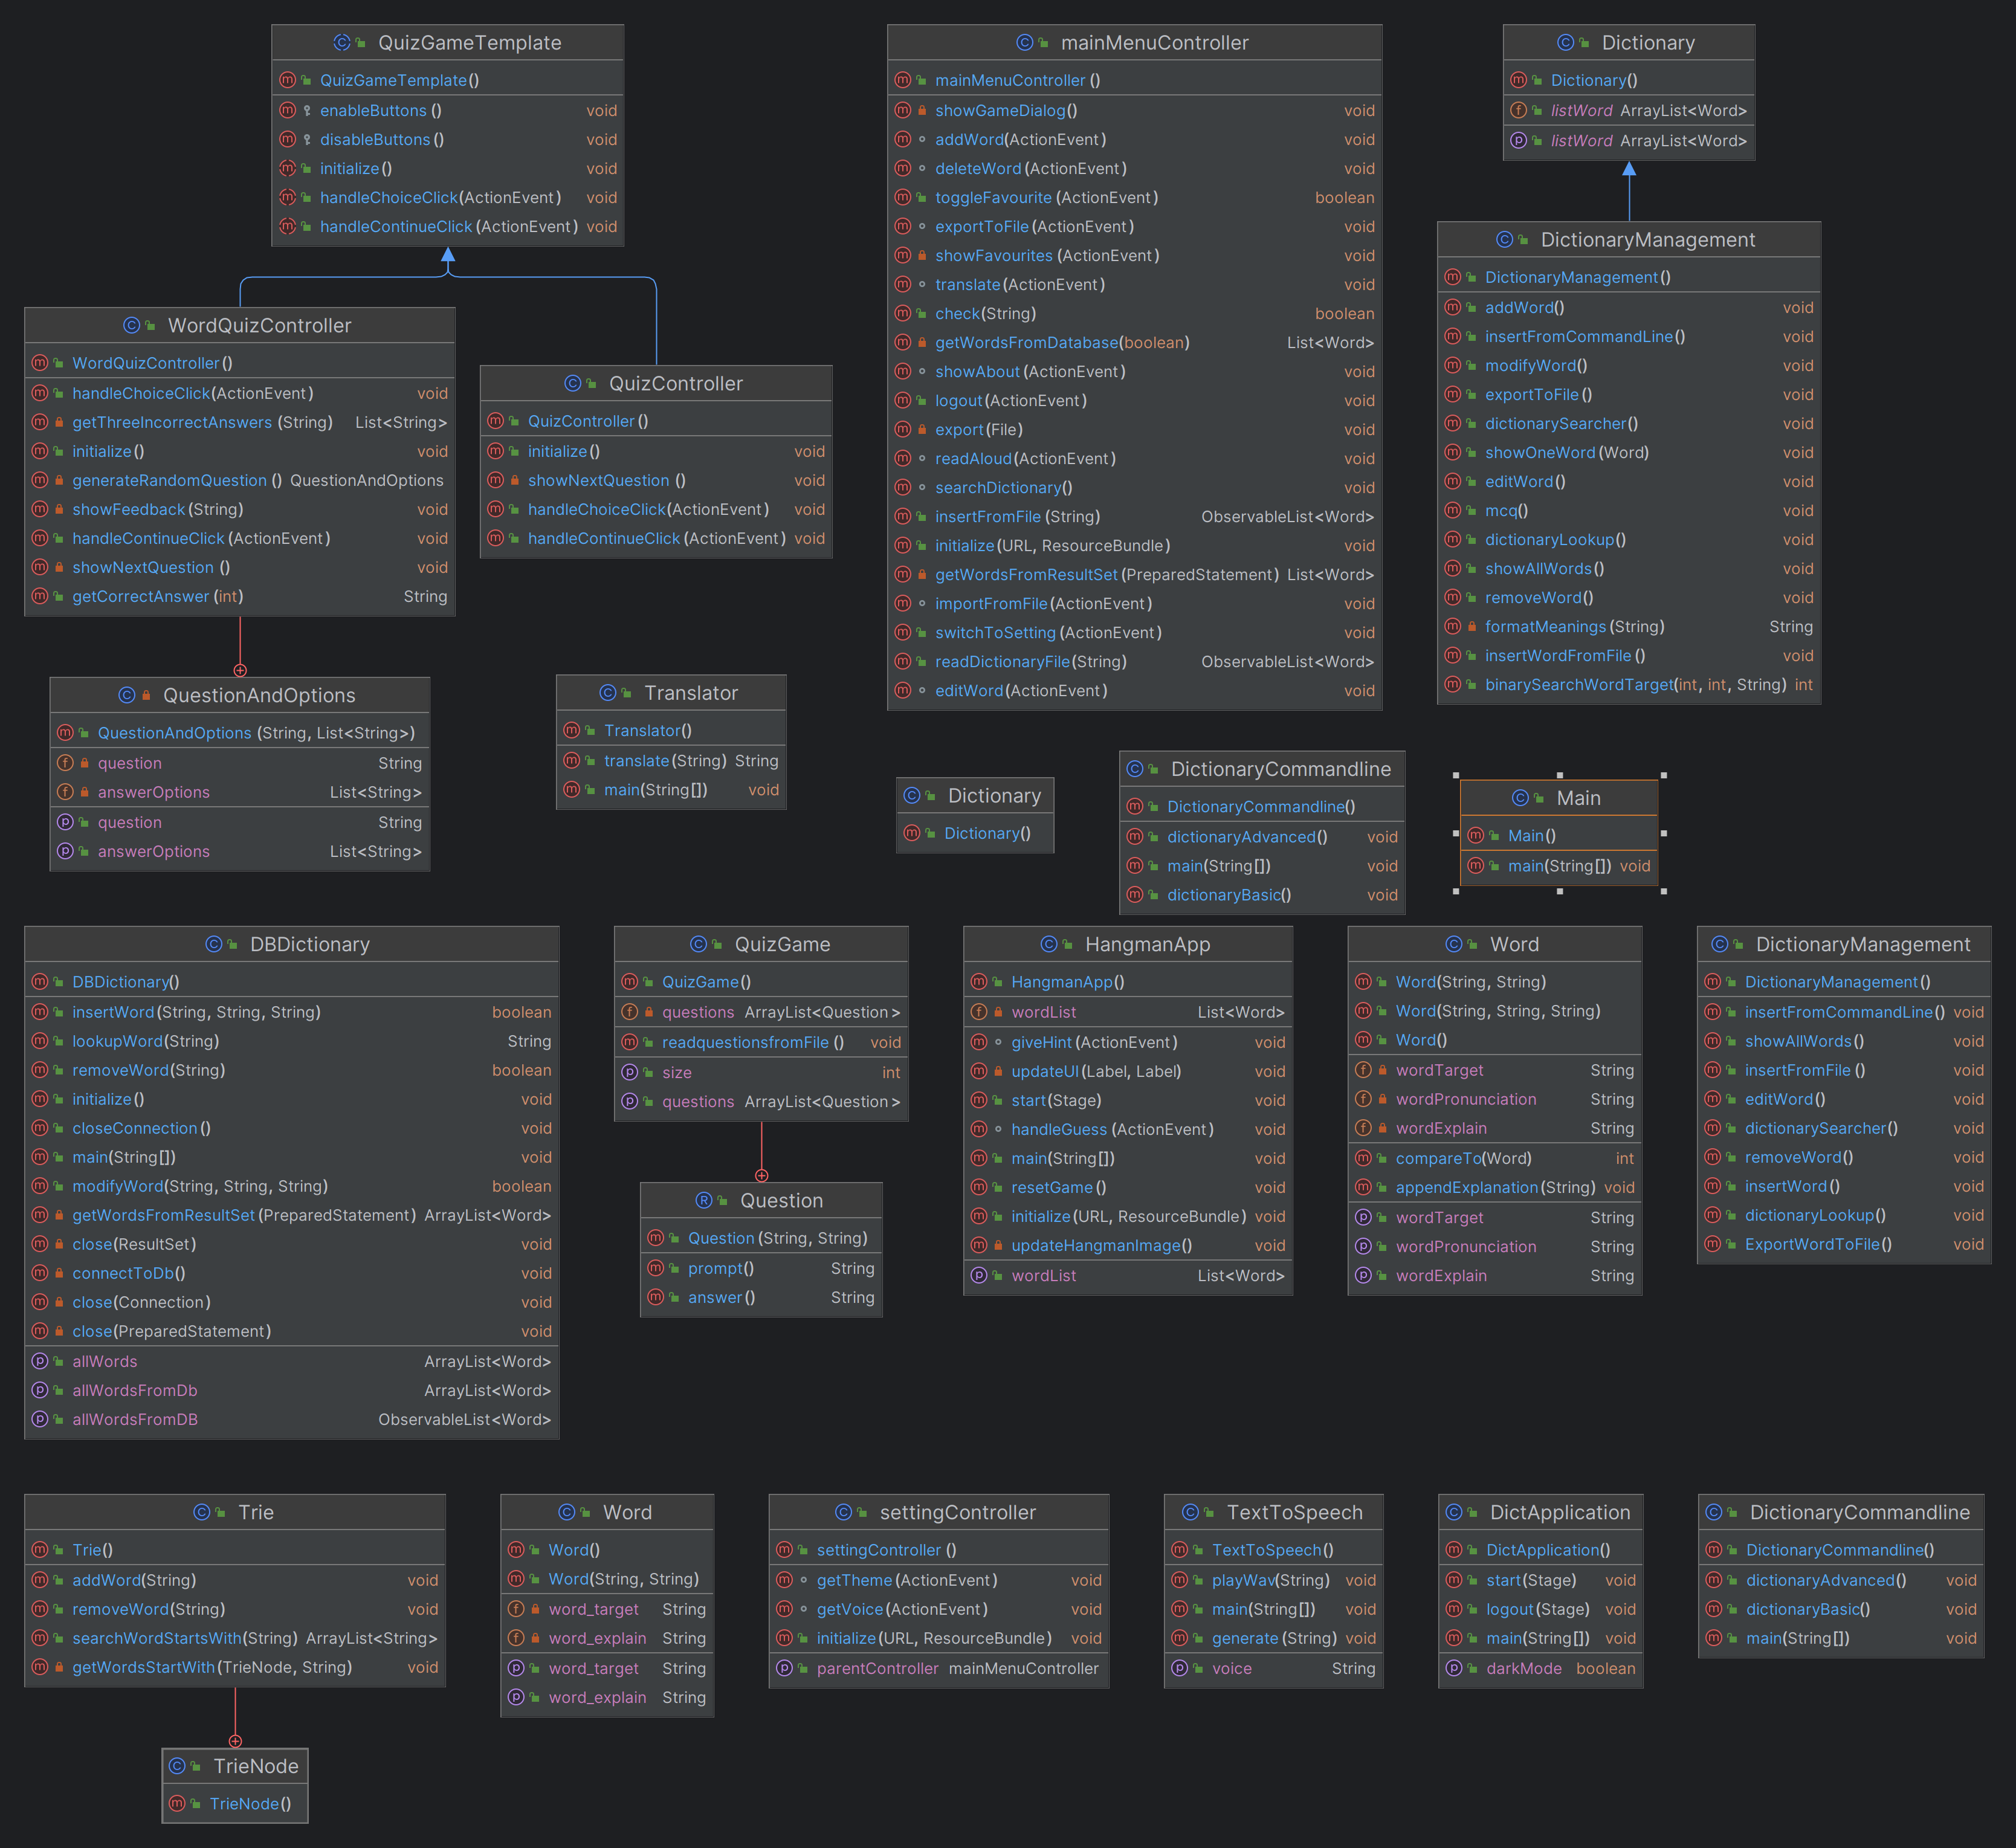 QuizGameTemplate
QuizGameTemplate()
enableButtons() void
disableButtons() void
initialize() void
handleChoiceClick(ActionEvent) void
handleContinueClick(ActionEvent) void
mainMenuController
mainMenuController()
showGameDialog() void
addWord(ActionEvent) void
deleteWord(ActionEvent) void
toggleFavourite(ActionEvent) boolean
exportToFile(ActionEvent) void
showFavourites(ActionEvent) void
translate(ActionEvent) void
check(String) boolean
getWordsFromDatabase(boolean) List<Word>
showAbout(ActionEvent) void
logout(ActionEvent) void
export(File) void
readAloud(ActionEvent) void
searchDictionary() void
insertFromFile(String) ObservableList<Word>
initialize(URL, ResourceBundle) void
getWordsFromResultSet(PreparedStatement) List<Word>
importFromFile(ActionEvent) void
switchToSetting(ActionEvent) void
readDictionaryFile(String) ObservableList<Word>
editWord(ActionEvent) void
Dictionary
Dictionary()
listWord ArrayList<Word>
listWord ArrayList<Word>
DictionaryManagement
DictionaryManagement()
addWord() void
insertFromCommandLine() void
modifyWord() void
exportToFile() void
dictionarySearcher() void
showOneWord(Word) void
editWord() void
mcq() void
dictionaryLookup() void
showAllWords() void
removeWord() void
formatMeanings(String) String
insertWordFromFile() void
binarySearchWordTarget(int, int, String) int
WordQuizController
WordQuizController()
handleChoiceClick(ActionEvent) void
getThreeIncorrectAnswers(String) List<String>
initialize() void
generateRandomQuestion() QuestionAndOptions
showFeedback(String) void
handleContinueClick(ActionEvent) void
showNextQuestion() void
getCorrectAnswer(int) String
QuizController
QuizController()
initialize() void
showNextQuestion() void
handleChoiceClick(ActionEvent) void
handleContinueClick(ActionEvent) void
QuestionAndOptions
QuestionAndOptions(String, List<String>)
question String
answerOptions List<String>
question String
answerOptions List<String>
Translator
Translator()
translate(String) String
main(String[]) void
Dictionary
Dictionary()
DictionaryCommandline
DictionaryCommandline()
dictionaryAdvanced() void
main(String[]) void
dictionaryBasic() void
Main
Main()
main(String[]) void
DBDictionary
DBDictionary()
insertWord(String, String, String) boolean
lookupWord(String) String
removeWord(String) boolean
initialize() void
closeConnection() void
main(String[]) void
modifyWord(String, String, String) boolean
getWordsFromResultSet(PreparedStatement) ArrayList<Word>
close(ResultSet) void
connectToDb() void
close(Connection) void
close(PreparedStatement) void
allWords ArrayList<Word>
allWordsFromDb ArrayList<Word>
allWordsFromDB ObservableList<Word>
QuizGame
QuizGame()
questions ArrayList<Question>
readquestionsfromFile() void
size int
questions ArrayList<Question>
Question
Question(String, String)
prompt() String
answer() String
HangmanApp
HangmanApp()
wordList List<Word>
giveHint(ActionEvent) void
updateUI(Label, Label) void
start(Stage) void
handleGuess(ActionEvent) void
main(String[]) void
resetGame() void
initialize(URL, ResourceBundle) void
updateHangmanImage() void
wordList List<Word>
Word
Word(String, String)
Word(String, String, String)
Word()
wordTarget String
wordPronunciation String
wordExplain String
compareTo(Word) int
appendExplanation(String) void
wordTarget String
wordPronunciation String
wordExplain String
DictionaryManagement
DictionaryManagement()
insertFromCommandLine() void
showAllWords() void
insertFromFile() void
editWord() void
dictionarySearcher() void
removeWord() void
insertWord() void
dictionaryLookup() void
ExportWordToFile() void
Trie
Trie()
addWord(String) void
removeWord(String) void
searchWordStartsWith(String) ArrayList<String>
getWordsStartWith(TrieNode, String) void
TrieNode
TrieNode()
Word
Word()
Word(String, String)
word_target String
word_explain String
word_target String
word_explain String
settingController
settingController()
getTheme(ActionEvent) void
getVoice(ActionEvent) void
initialize(URL, ResourceBundle) void
parentController mainMenuController
TextToSpeech
TextToSpeech()
playWav(String) void
main(String[]) void
generate(String) void
voice String
DictApplication
DictApplication()
start(Stage) void
logout(Stage) void
main(String[]) void
darkMode boolean
DictionaryCommandline
DictionaryCommandline()
dictionaryAdvanced() void
dictionaryBasic() void
main(String[]) void